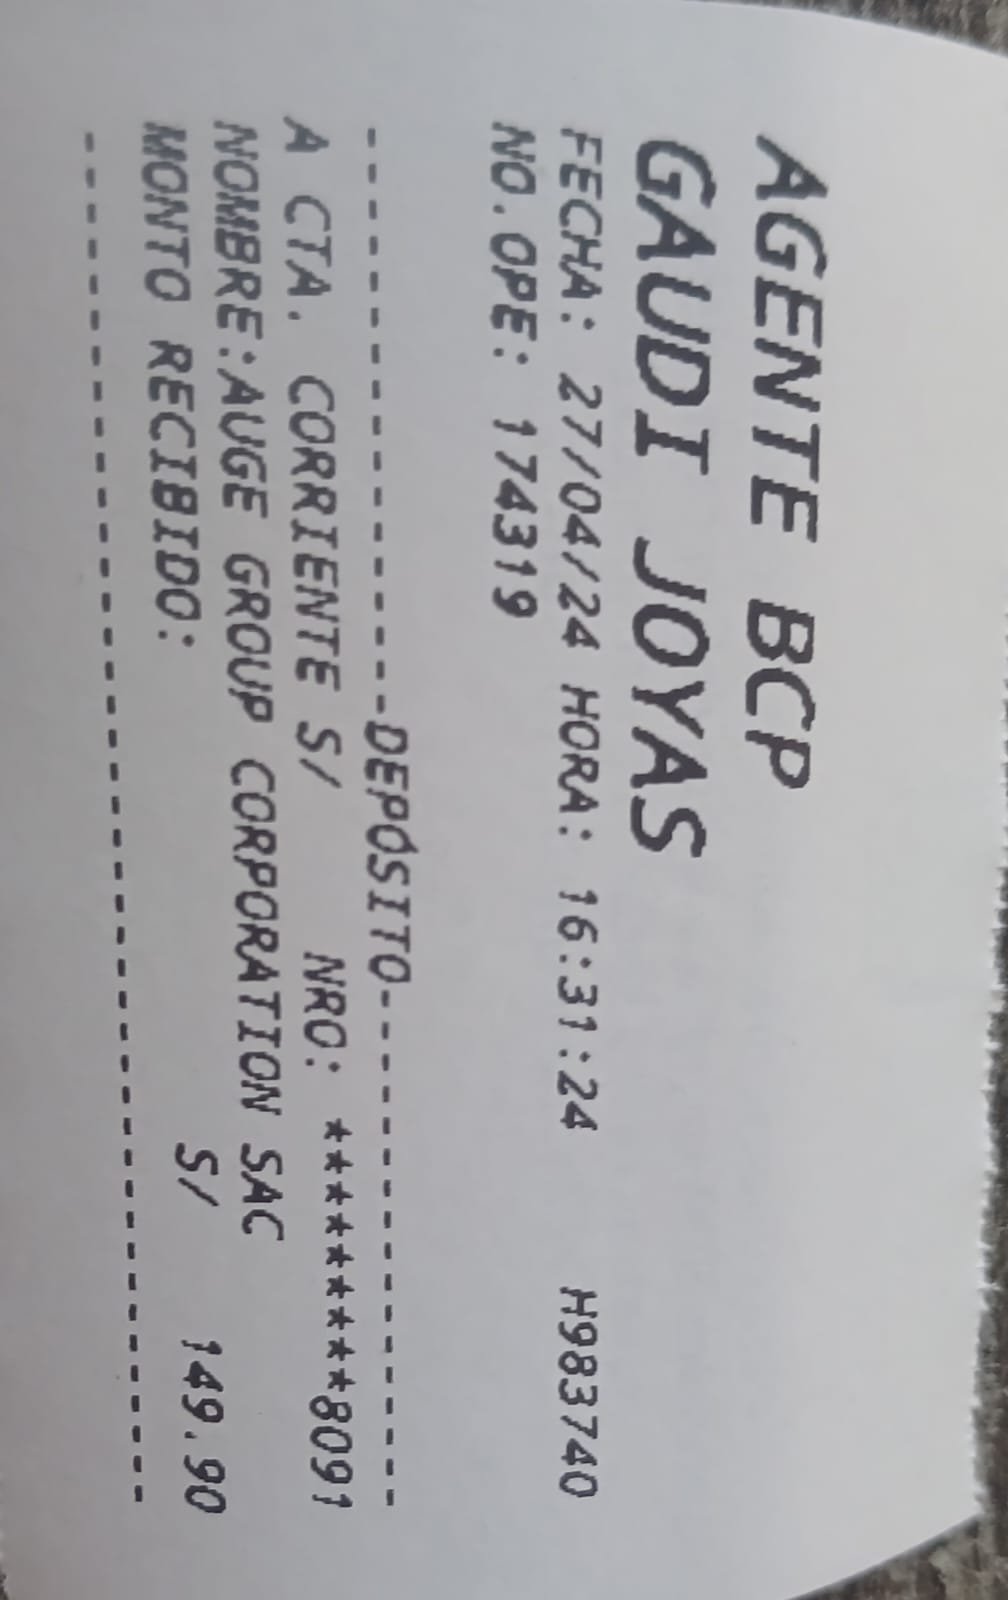 AGENTE BCP
GAUDI JOYAS
FECHA: 27/04/24 HORA: 16:31:24 H983740
NO.OPE: 174319
------------------DEPÓSITO------------------
A CTA. CORRIENTE S/ NRO: *********8091
NOMBRE:AUGE GROUP CORPORATION SAC
MONTO RECIBIDO: S/ 149.90
--------------------------------------------